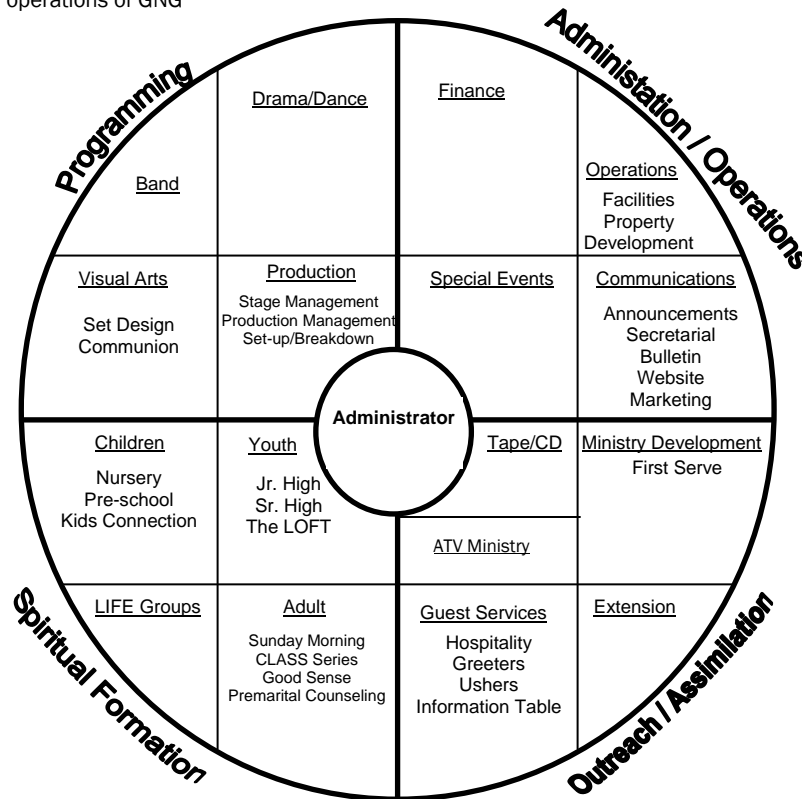 operations of GNG
Programming
Administation / Operations
Drama/Dance
Finance
Band
Operations
Facilities
Property
Development
Visual Arts
Set Design
Communion
Production
Stage Management
Production Management
Set-up/Breakdown
Special Events
Communications
Announcements
Secretarial
Bulletin
Website
Marketing
Administrator
Children
Nursery
Pre-school
Kids Connection
Youth
Jr. High
Sr. High
The LOFT
Tape/CD
ATV Ministry
Ministry Development
First Serve
LIFE Groups
Adult
Sunday Morning
CLASS Series
Good Sense
Premarital Counseling
Guest Services
Hospitality
Greeters
Ushers
Information Table
Extension
Spiritual Formation
Outreach / Assimilation